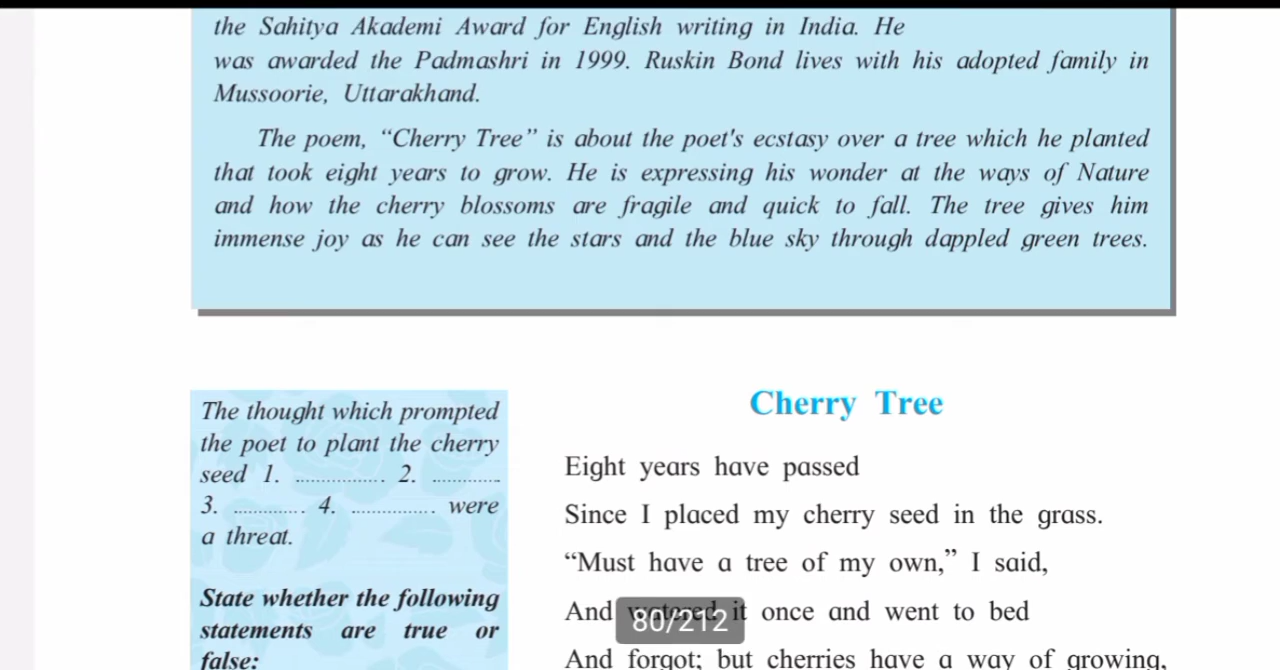 the Sahitya Akademi Award for English writing in India. He
was awarded the Padmashri in 1999. Ruskin Bond lives with his adopted family in
Mussoorie, Uttarakhand.
The poem, “Cherry Tree” is about the poet's ecstasy over a tree which he planted
that took eight years to grow. He is expressing his wonder at the ways of Nature
and how the cherry blossoms are fragile and quick to fall. The tree gives him
immense joy as he can see the stars and the blue sky through dappled green trees.
The thought which prompted
the poet to plant the cherry
seed 1. ................ 2. ............
3. ............. 4. ............... were
a threat.
State whether the following
statements are true or
false:
Cherry Tree
Eight years have passed
Since I placed my cherry seed in the grass.
“Must have a tree of my own,” I said,
And watered it once and went to bed
And forgot; but cherries have a way of growing,
80/212